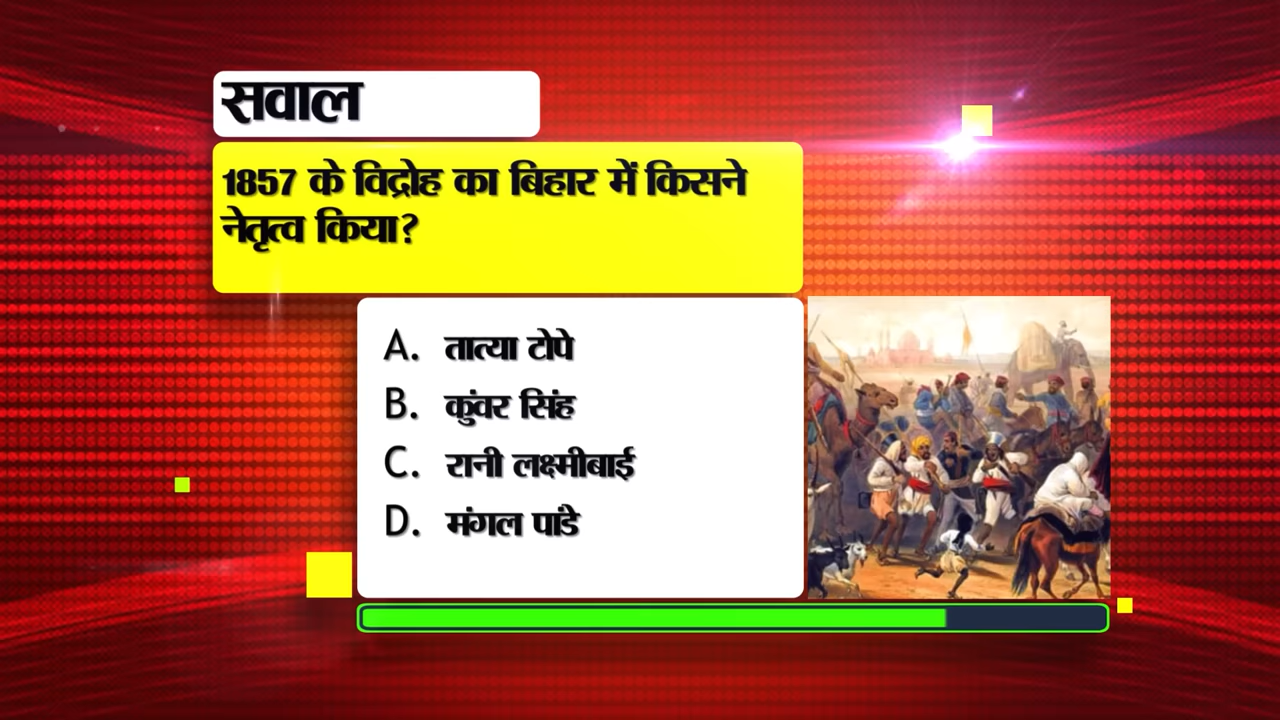 सवाल
1857 के विद्रोह का बिहार में किसने
नेतृत्व किया?
A. तात्या टोपे
B. कुंवर सिंह
C. रानी लक्ष्मीबाई
D. मंगल पांडे